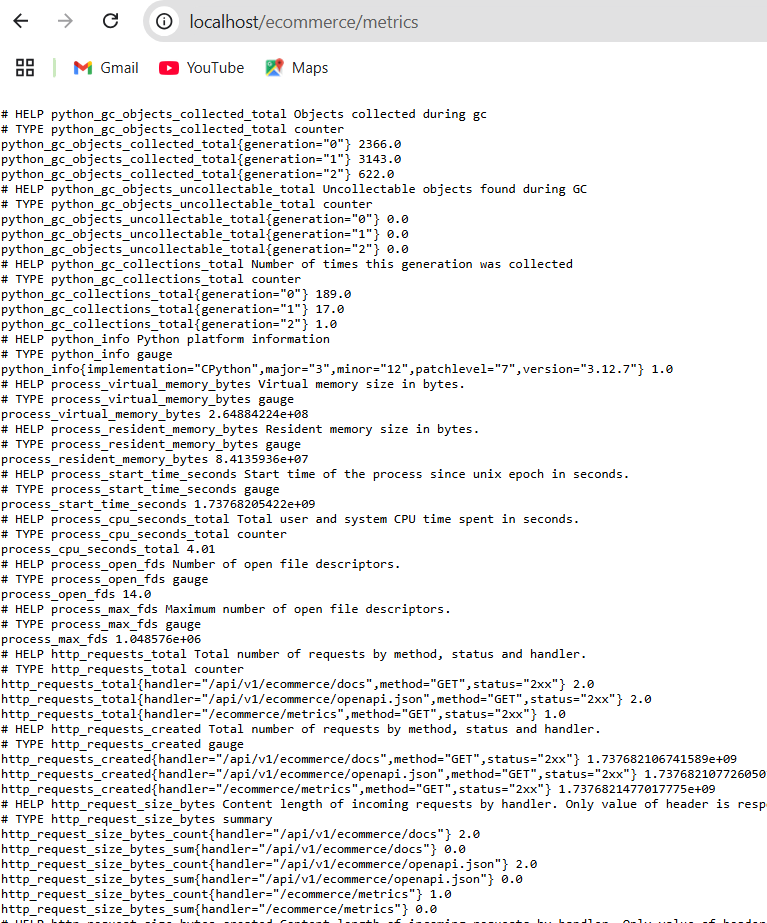 localhost/ecommerce/metrics
Gmail YouTube Maps
# HELP python_gc_objects_collected_total Objects collected during gc
# TYPE python_gc_objects_collected_total counter
python_gc_objects_collected_total{generation="0"} 2366.0
python_gc_objects_collected_total{generation="1"} 3143.0
python_gc_objects_collected_total{generation="2"} 622.0
# HELP python_gc_objects_uncollectable_total Uncollectable objects found during GC
# TYPE python_gc_objects_uncollectable_total counter
python_gc_objects_uncollectable_total{generation="0"} 0.0
python_gc_objects_uncollectable_total{generation="1"} 0.0
python_gc_objects_uncollectable_total{generation="2"} 0.0
# HELP python_gc_collections_total Number of times this generation was collected
# TYPE python_gc_collections_total counter
python_gc_collections_total{generation="0"} 189.0
python_gc_collections_total{generation="1"} 17.0
python_gc_collections_total{generation="2"} 1.0
# HELP python_info Python platform information
# TYPE python_info gauge
python_info{implementation="CPython",major="3",minor="12",patchlevel="7",version="3.12.7"} 1.0
# HELP process_virtual_memory_bytes Virtual memory size in bytes.
# TYPE process_virtual_memory_bytes gauge
process_virtual_memory_bytes 2.64884224e+08
# HELP process_resident_memory_bytes Resident memory size in bytes.
# TYPE process_resident_memory_bytes gauge
process_resident_memory_bytes 8.4135936e+07
# HELP process_start_time_seconds Start time of the process since unix epoch in seconds.
# TYPE process_start_time_seconds gauge
process_start_time_seconds 1.73768205422e+09
# HELP process_cpu_seconds_total Total user and system CPU time spent in seconds.
# TYPE process_cpu_seconds_total counter
process_cpu_seconds_total 4.01
# HELP process_open_fds Number of open file descriptors.
# TYPE process_open_fds gauge
process_open_fds 14.0
# HELP process_max_fds Maximum number of open file descriptors.
# TYPE process_max_fds gauge
process_max_fds 1.048576e+06
# HELP http_requests_total Total number of requests by method, status and handler.
# TYPE http_requests_total counter
http_requests_total{handler="/api/v1/ecommerce/docs",method="GET",status="2xx"} 2.0
http_requests_total{handler="/api/v1/ecommerce/openapi.json",method="GET",status="2xx"} 2.0
http_requests_total{handler="/ecommerce/metrics",method="GET",status="2xx"} 1.0
# HELP http_requests_created Total number of requests by method, status and handler.
# TYPE http_requests_created gauge
http_requests_created{handler="/api/v1/ecommerce/docs",method="GET",status="2xx"} 1.737682106741589e+09
http_requests_created{handler="/api/v1/ecommerce/openapi.json",method="GET",status="2xx"} 1.737682107726050
http_requests_created{handler="/ecommerce/metrics",method="GET",status="2xx"} 1.7376821477017775e+09
# HELP http_request_size_bytes Content length of incoming requests by handler. Only value of header is resp
# TYPE http_request_size_bytes summary
http_request_size_bytes_count{handler="/api/v1/ecommerce/docs"} 2.0
http_request_size_bytes_sum{handler="/api/v1/ecommerce/docs"} 0.0
http_request_size_bytes_count{handler="/api/v1/ecommerce/openapi.json"} 2.0
http_request_size_bytes_sum{handler="/api/v1/ecommerce/openapi.json"} 0.0
http_request_size_bytes_count{handler="/ecommerce/metrics"} 1.0
http_request_size_bytes_sum{handler="/ecommerce/metrics"} 0.0